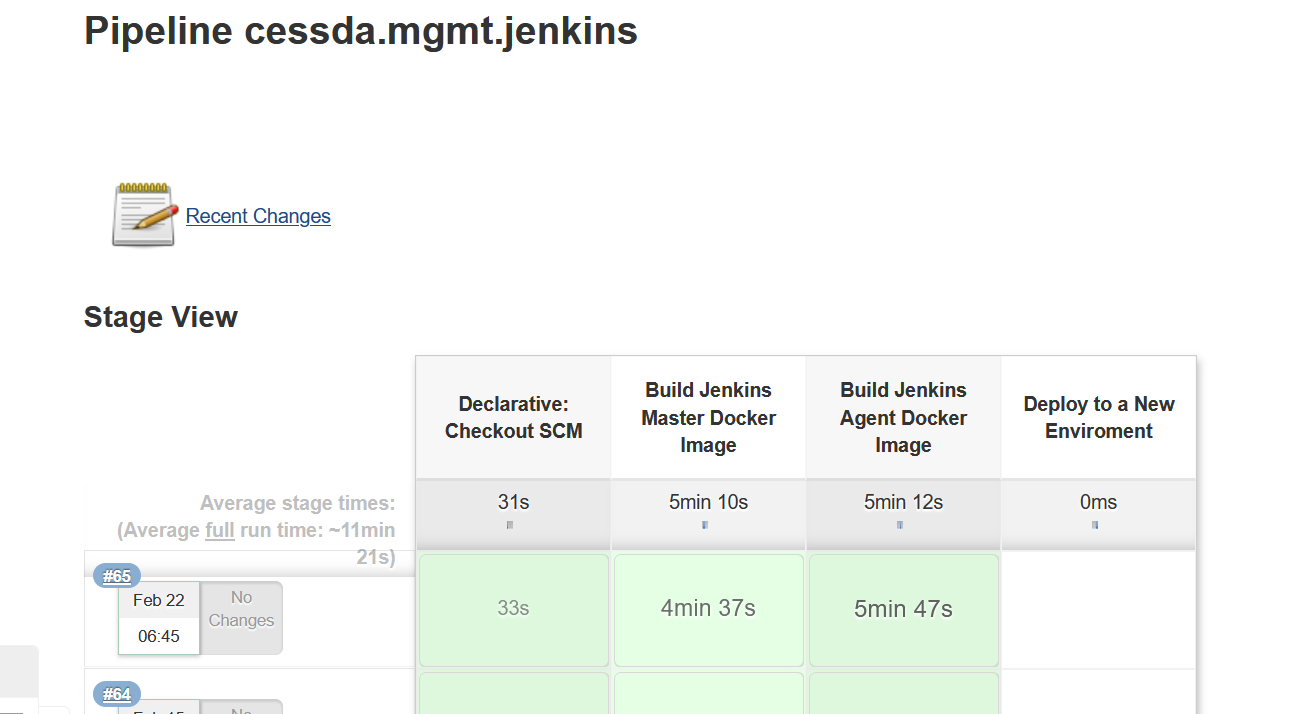 Pipeline cessda.mgmt.jenkins
Recent Changes
Stage View
Declarative:
Checkout SCM
Build Jenkins
Master Docker
Image
Build Jenkins
Agent Docker
Image
Deploy to a New
Enviroment
Average stage times:
(Average full run time: ~11min
21s)
31s
5min 10s
5min 12s
0ms
#65
Feb 22
06:45
No
Changes
33s
4min 37s
5min 47s
#64
No